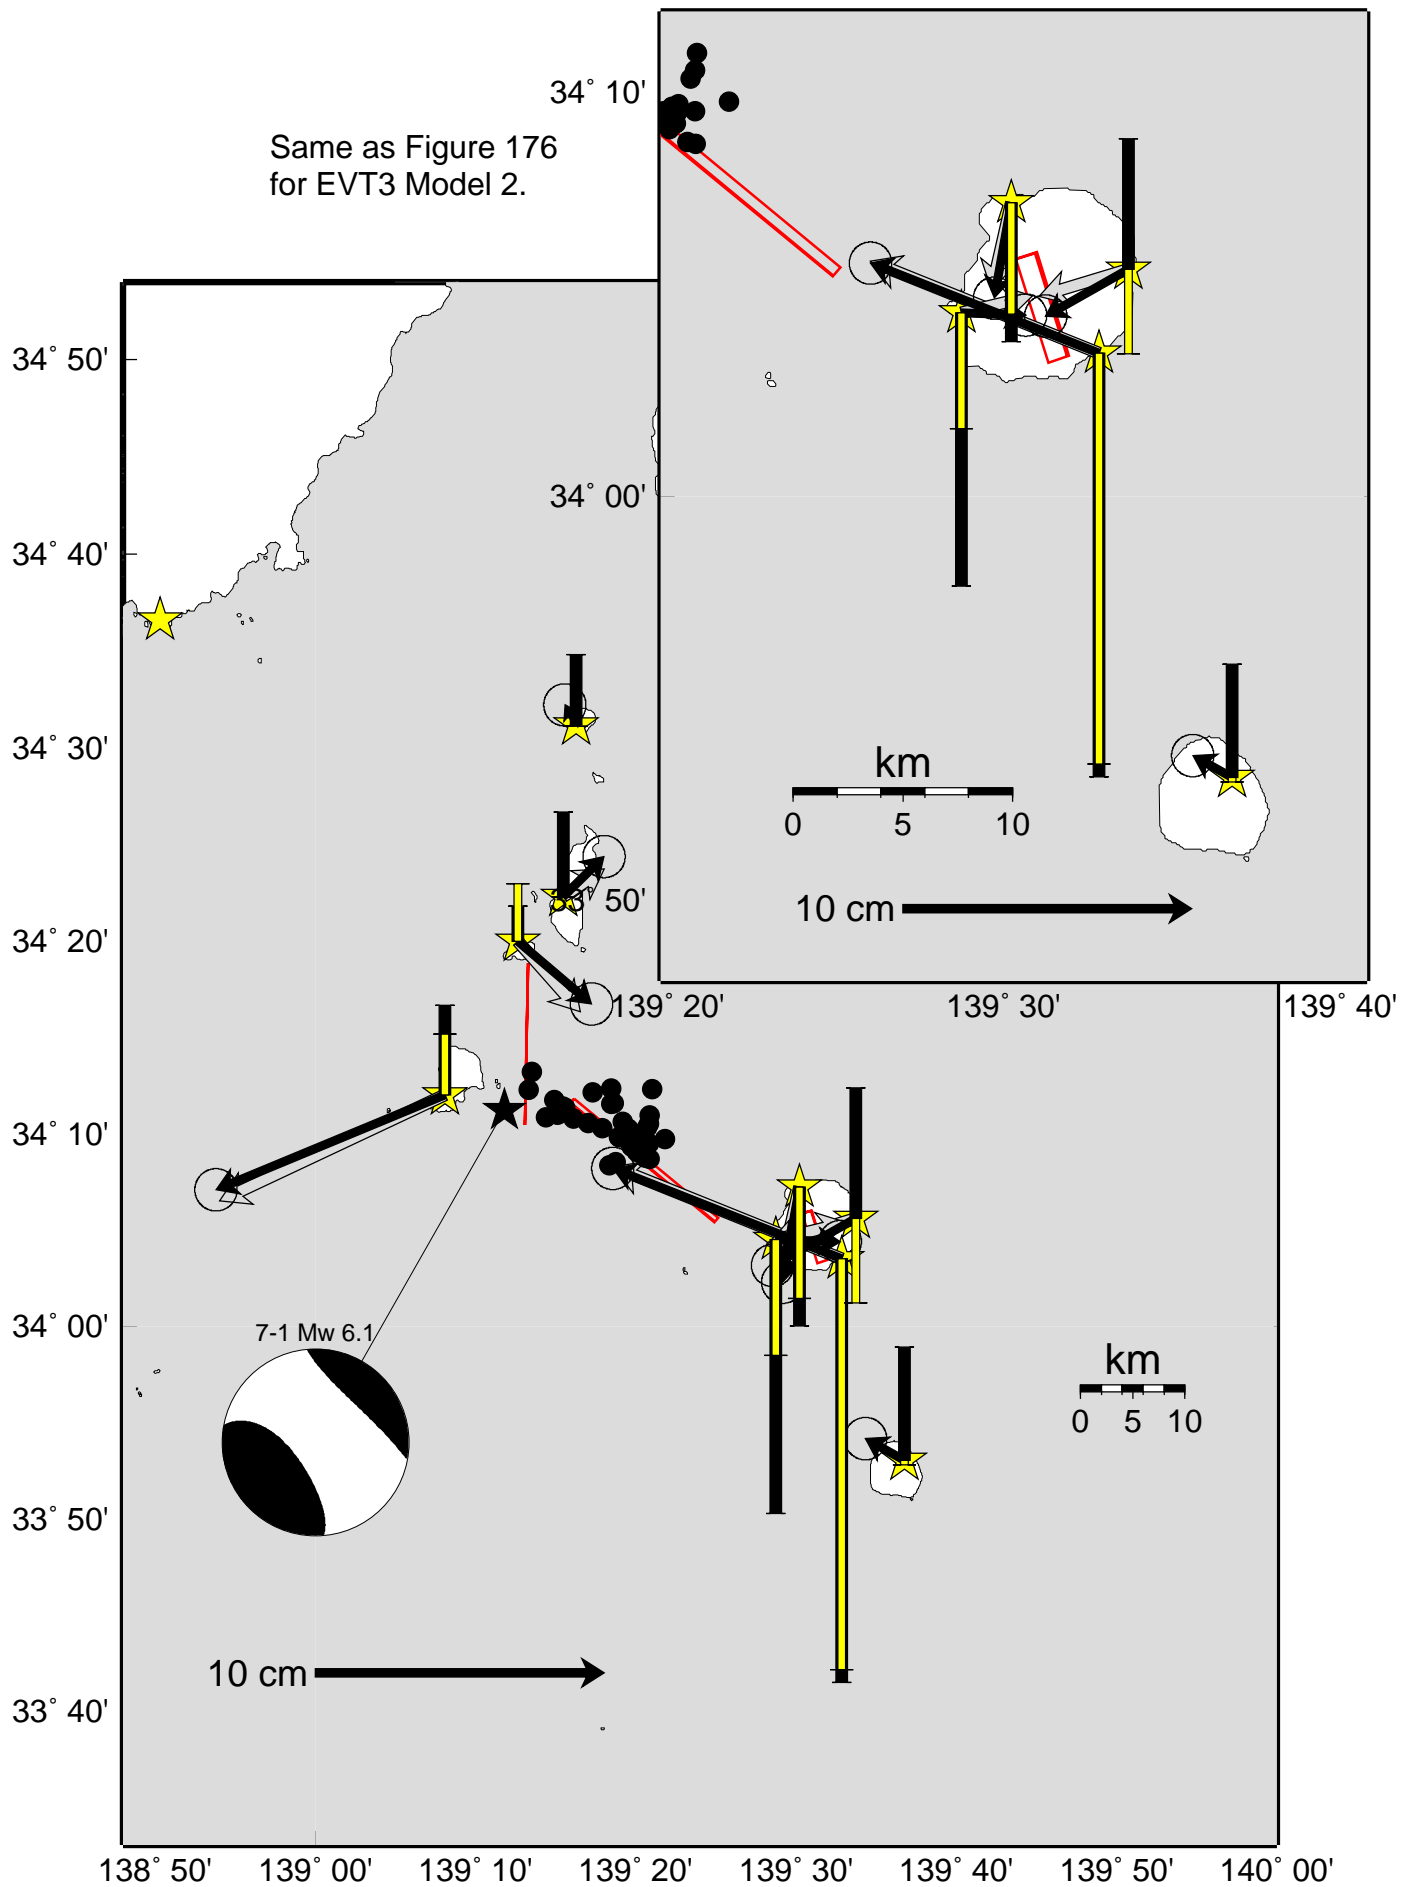 Same as Figure 176
for EVT3 Model 2.
34˚ 10'
34˚ 00'
50'
km
0 5 10
10 cm
139˚ 20' 139˚ 30' 139˚ 40'
34˚ 50'
34˚ 40'
34˚ 30'
34˚ 20'
34˚ 10'
34˚ 00'
33˚ 50'
33˚ 40'
7-1 Mw 6.1
km
0 5 10
10 cm
138˚ 50' 139˚ 00' 139˚ 10' 139˚ 20' 139˚ 30' 139˚ 40' 139˚ 50' 140˚ 00'